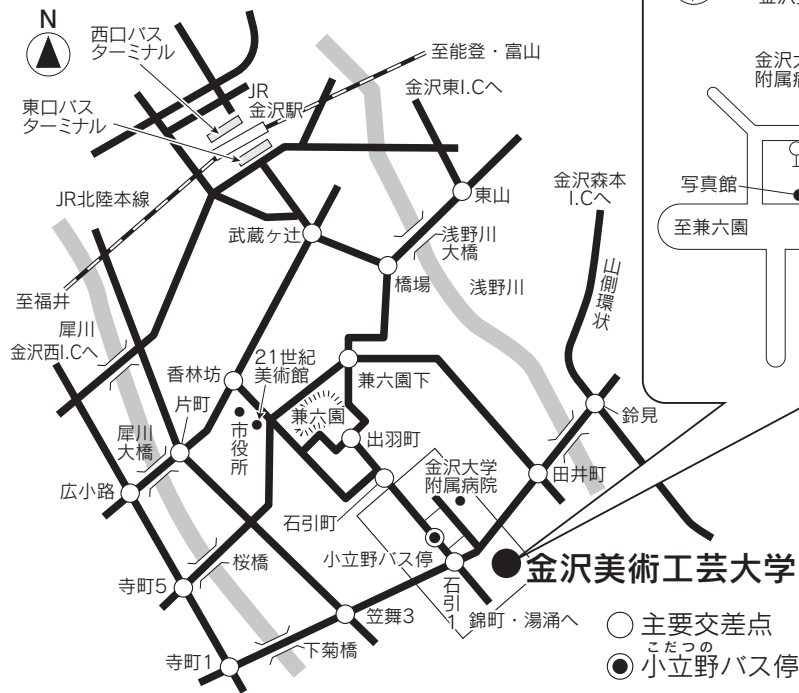 N
西口バス
ターミナル
東口バス
ターミナル
JR
金沢駅
至能登・富山
金沢東I.Cへ
JR北陸本線
至福井
武蔵ヶ辻
東山
浅野川
大橋
橋場
浅野川
金沢森本
I.Cへ
山側環状
写真館
至兼六園
犀川
金沢西I.Cへ
香林坊
21世紀
美術館
兼六園下
兼六園
片町
市役所
出羽町
鈴見
犀川
大橋
広小路
石引町
金沢大学
附属病院
田井町
小立野バス停
桜橋
寺町5
石引1
金沢美術工芸大学
錦町・湯涌へ
笠舞3
下菊橋
寺町1
主要交差点
こだつの
小立野バス停